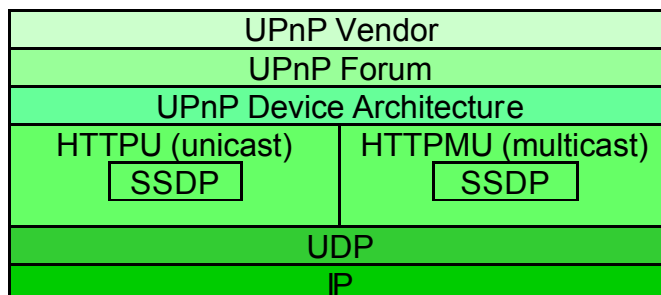 UPnP Vendor
UPnP Forum
UPnP Device Architecture
HTTPU (unicast)
SSDP
HTTPMU (multicast)
SSDP
UDP
IP